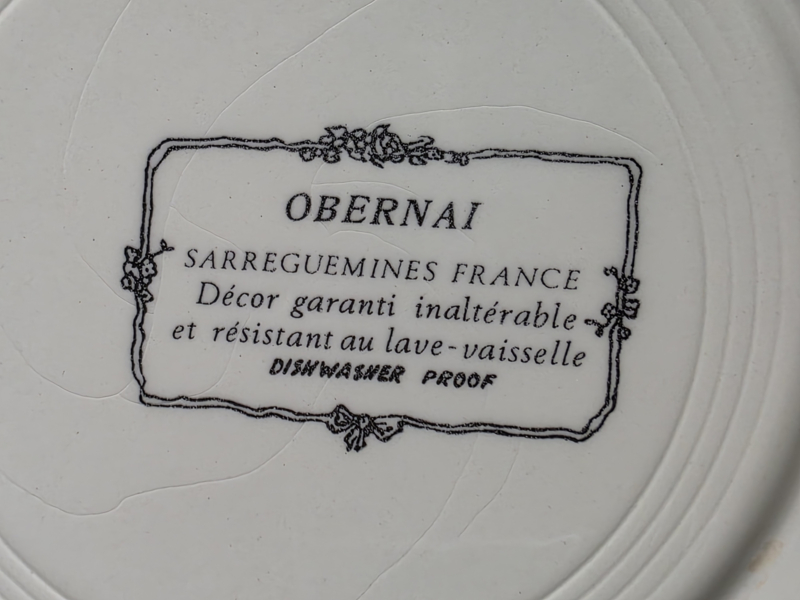 OBERNAI
SARREGUEMINES FRANCE
Décor garanti inaltérable
et résistant au lave-vaisselle
DISHWASHER PROOF